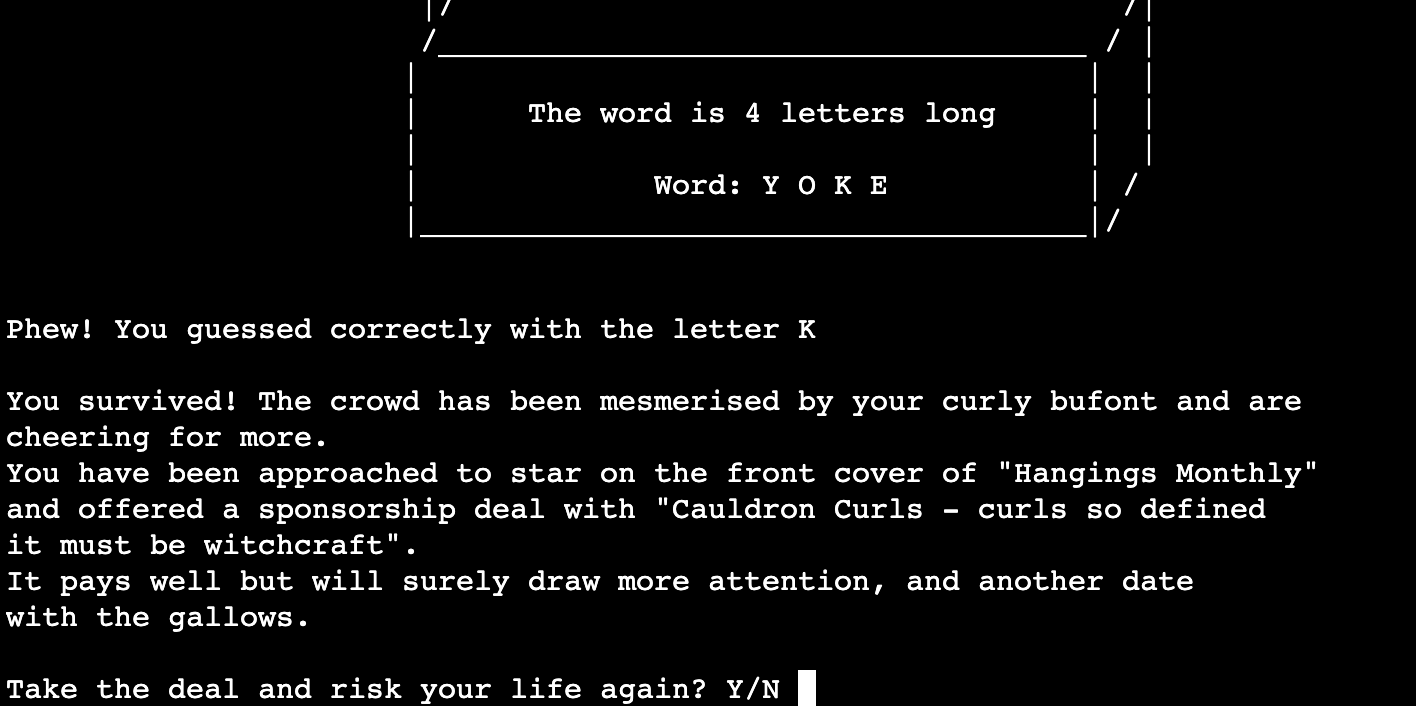 The word is 4 letters long
Word: Y O K E
Phew! You guessed correctly with the letter K
You survived! The crowd has been mesmerised by your curly bufont and are
cheering for more.
You have been approached to star on the front cover of "Hangings Monthly"
and offered a sponsorship deal with "Cauldron Curls - curls so defined
it must be witchcraft".
It pays well but will surely draw more attention, and another date
with the gallows.
Take the deal and risk your life again? Y/N